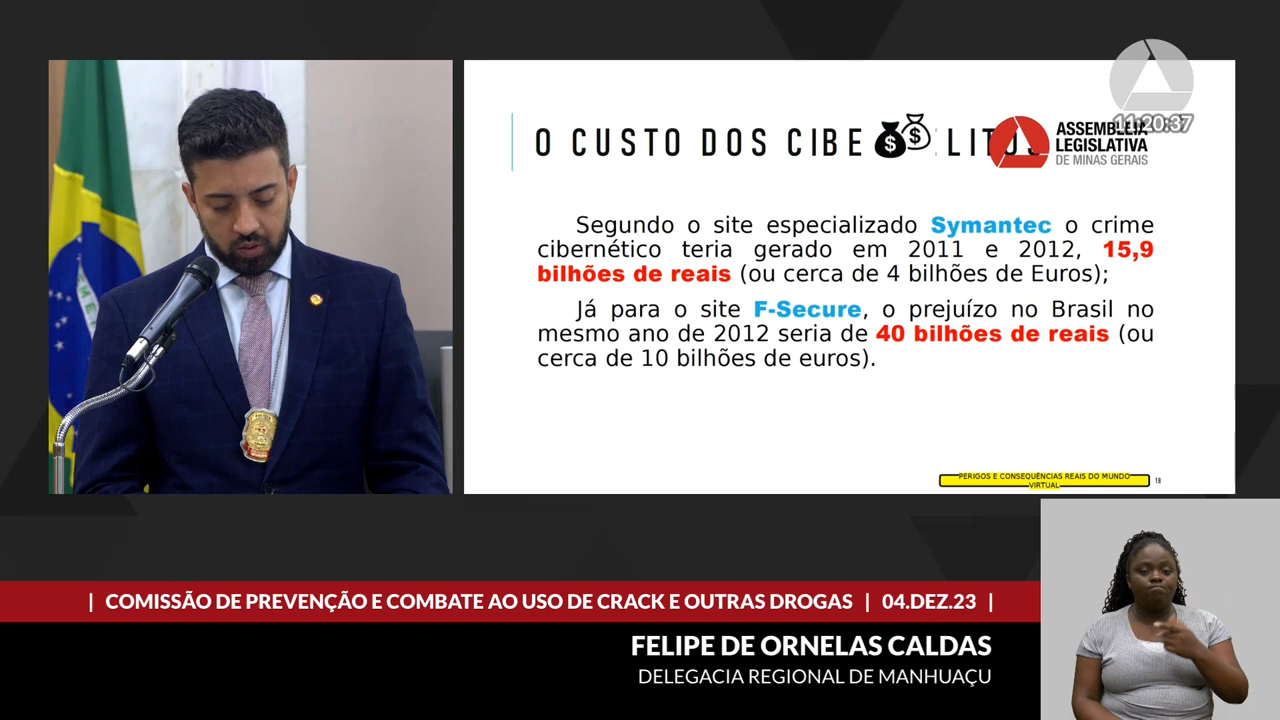 11:20:37
O CUSTO DOS CIBE LITOS
ASSEMBLEIA
LEGISLATIVA
DE MINAS GERAIS
Segundo o site especializado Symantec o crime
cibernético teria gerado em 2011 e 2012, 15,9
bilhões de reais (ou cerca de 4 bilhões de Euros);
Já para o site F-Secure, o prejuízo no Brasil no
mesmo ano de 2012 seria de 40 bilhões de reais (ou
cerca de 10 bilhões de euros).
PERIGOS E CONSEQUÊNCIAS REAIS DO MUNDO
VIRTUAL
18
| COMISSÃO DE PREVENÇÃO E COMBATE AO USO DE CRACK E OUTRAS DROGAS | 04.DEZ.23 |
FELIPE DE ORNELAS CALDAS
DELEGACIA REGIONAL DE MANHUAÇU